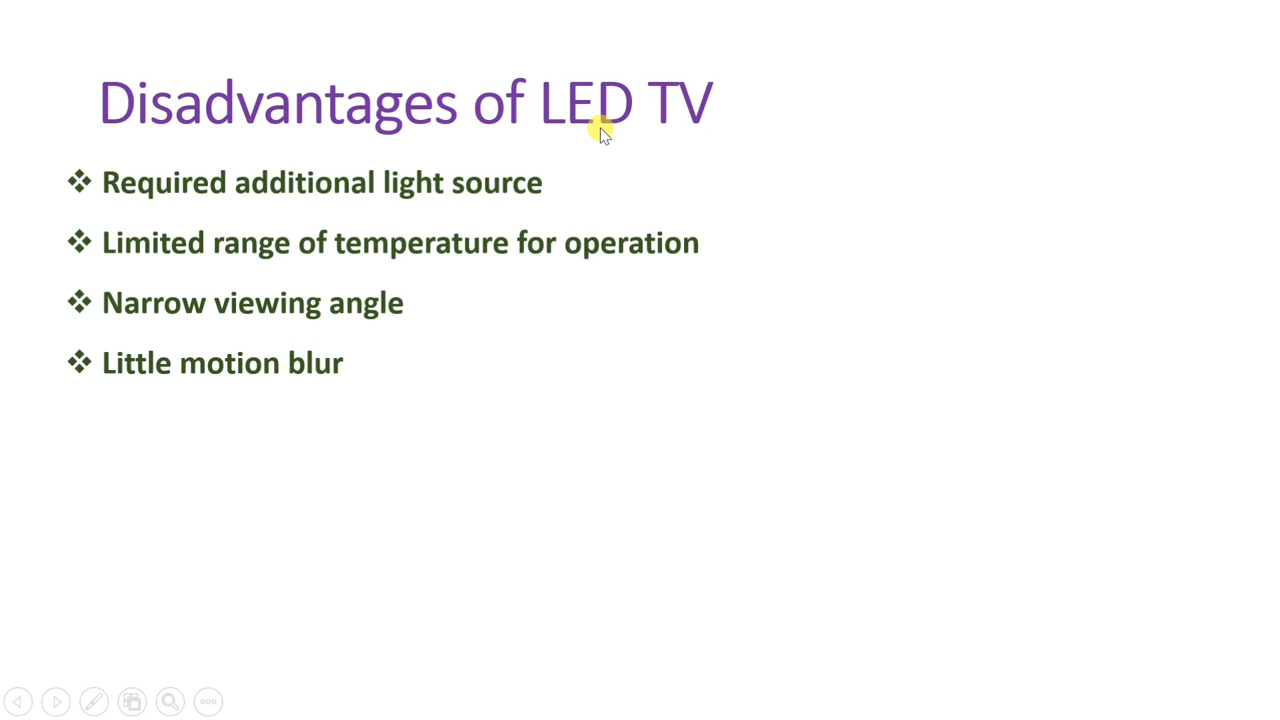 Disadvantages of LED TV
Required additional light source
Limited range of temperature for operation
Narrow viewing angle
Little motion blur